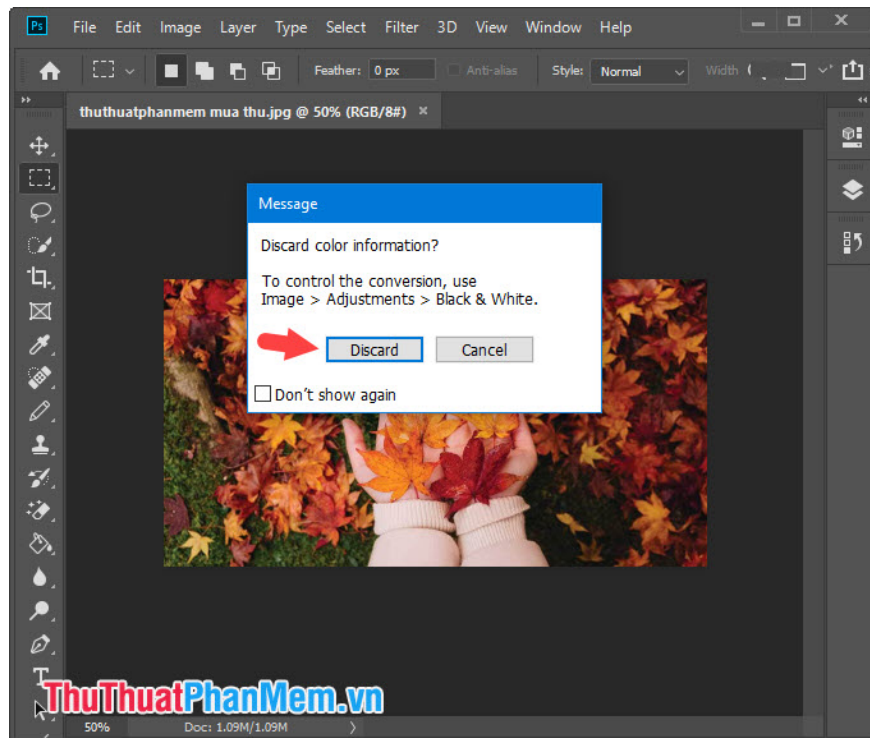 Ps File Edit Image Layer Type Select Filter 3D View Window Help
Feather: 0 px Anti-alias Style: Normal Width
thuthuatphanmem mua thu.jpg @ 50% (RGB/8#) ×
Message
Discard color information?
To control the conversion, use
Image > Adjustments > Black & White.
Discard Cancel
Don't show again
T
ThuThuatPhanMem.vn
50% Doc: 1.09M/1.09M